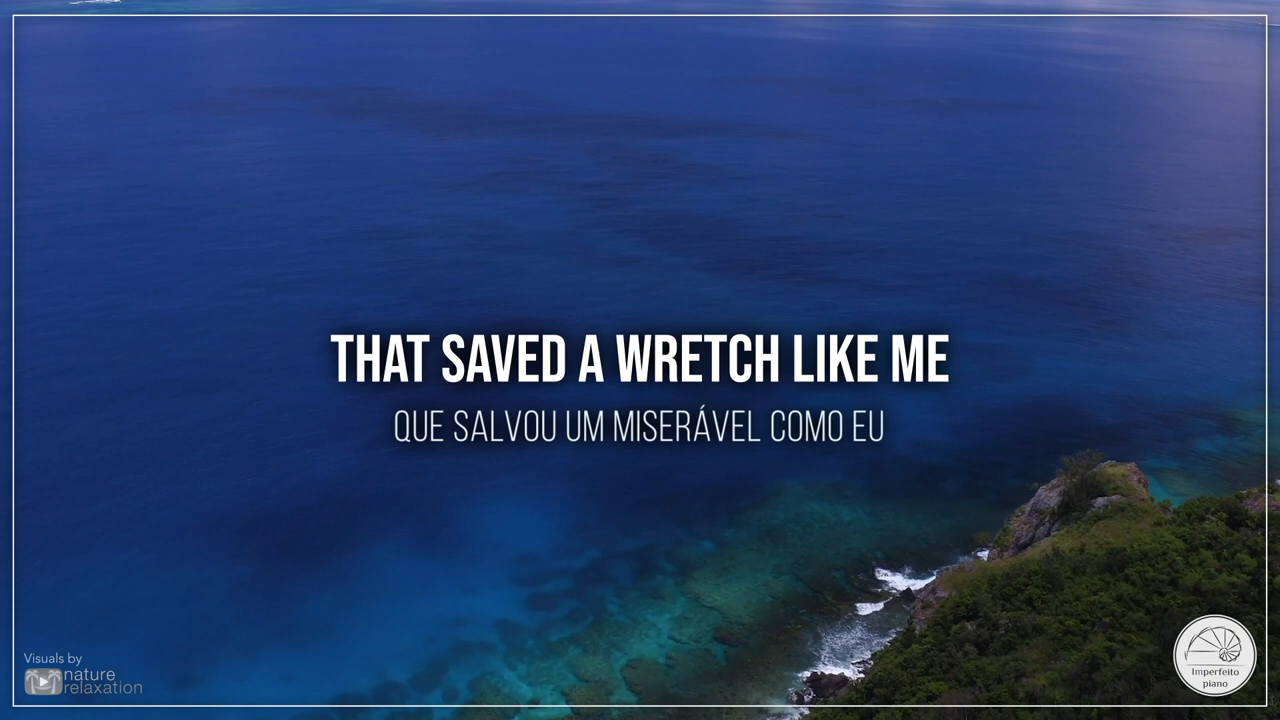 THAT SAVED A WRETCH LIKE ME
QUE SALVOU UM MISERÁVEL COMO EU
Visuals by
nature
relaxation
Imperfeito
piano